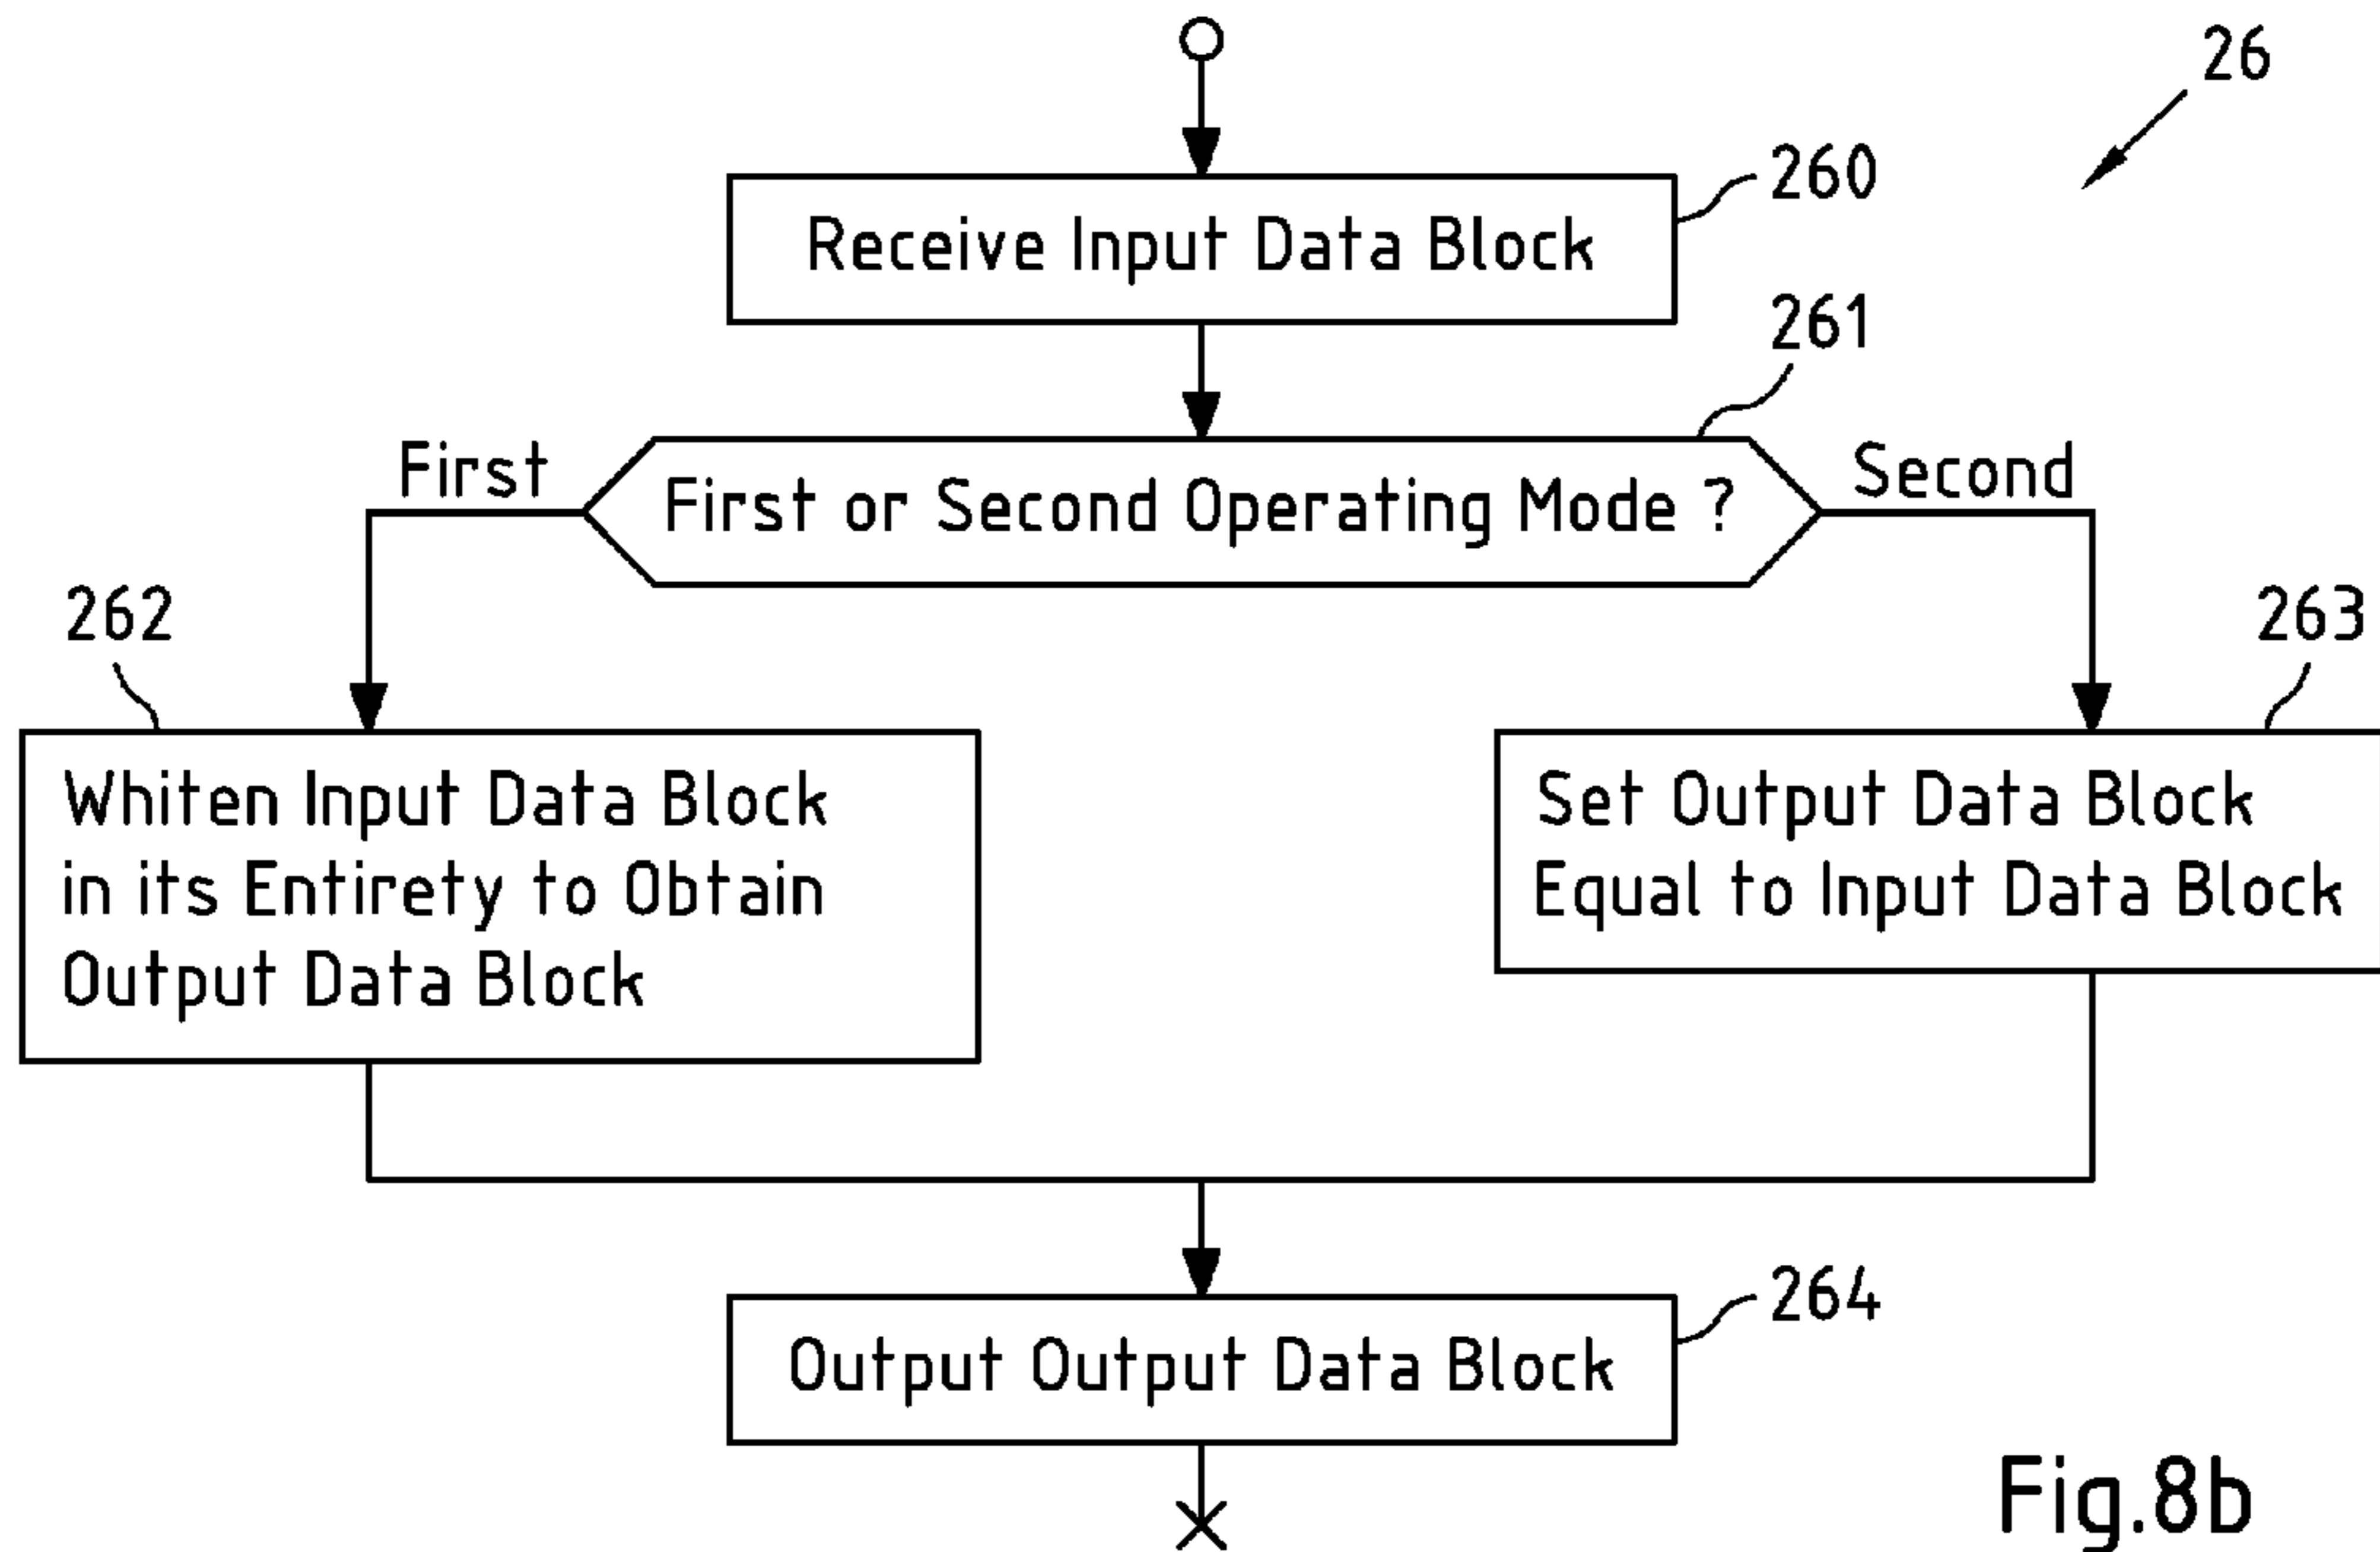 26
260
Receive Input Data Block
261
First
First or Second Operating Mode ?
Second
262
263
Whiten Input Data Block
in its Entirety to Obtain
Output Data Block
Set Output Data Block
Equal to Input Data Block
264
Output Output Data Block
Fig.8b